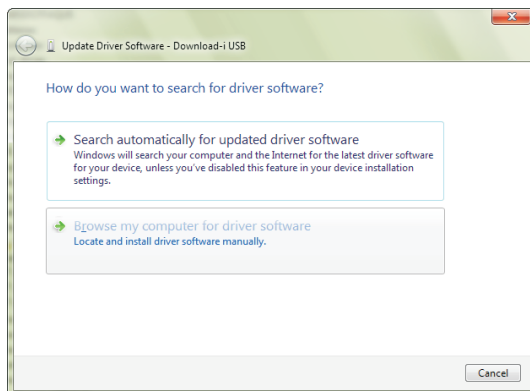 Update Driver Software - Download-i USB
How do you want to search for driver software?
Search automatically for updated driver software
Windows will search your computer and the Internet for the latest driver software
for your device, unless you've disabled this feature in your device installation
settings.
Browse my computer for driver software
Locate and install driver software manually.
Cancel